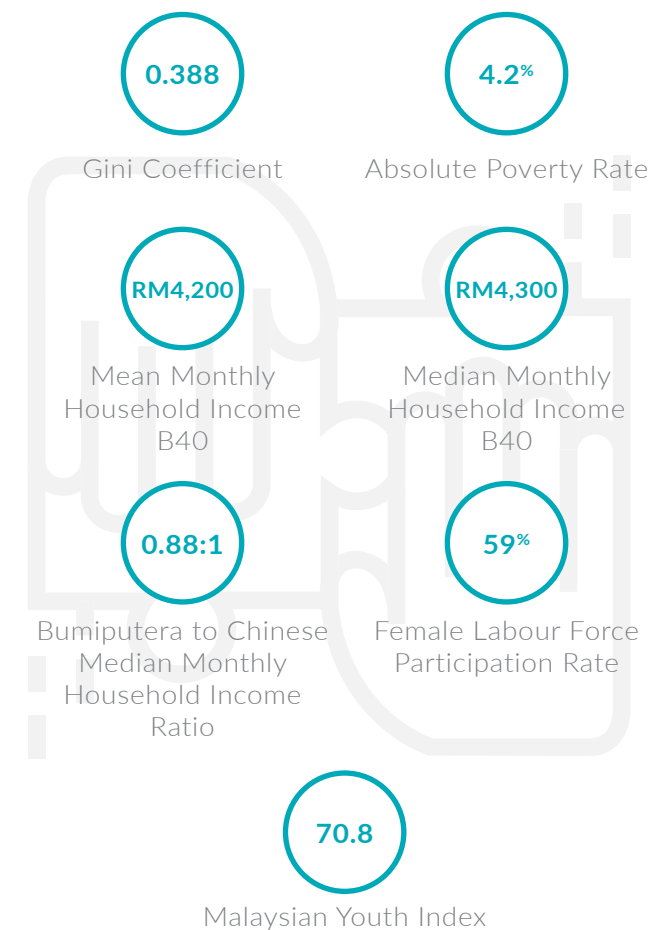 0.388
Gini Coefficient
4.2%
Absolute Poverty Rate
RM4,200
Mean Monthly
Household Income
B40
RM4,300
Median Monthly
Household Income
B40
0.88:1
Bumiputera to Chinese
Median Monthly
Household Income
Ratio
59%
Female Labour Force
Participation Rate
70.8
Malaysian Youth Index